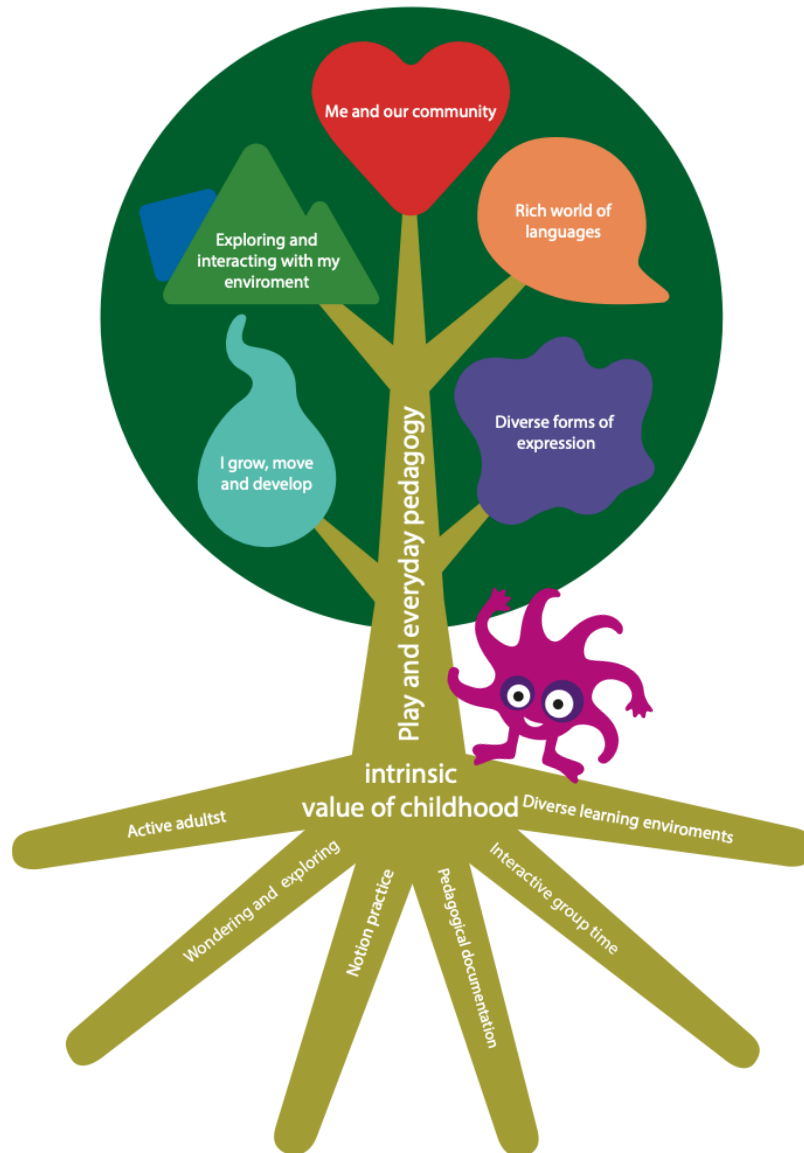 Me and our community
Rich world of
languages
Exploring and
interacting with my
enviroment
Diverse forms of
expression
I grow, move
and develop
Play and everyday pedagogy
intrinsic
value of childhood
Active adultst
Diverse learning enviroments
Wondering and exploring
Notion practice
Pedagogical documentation
Interactive group time